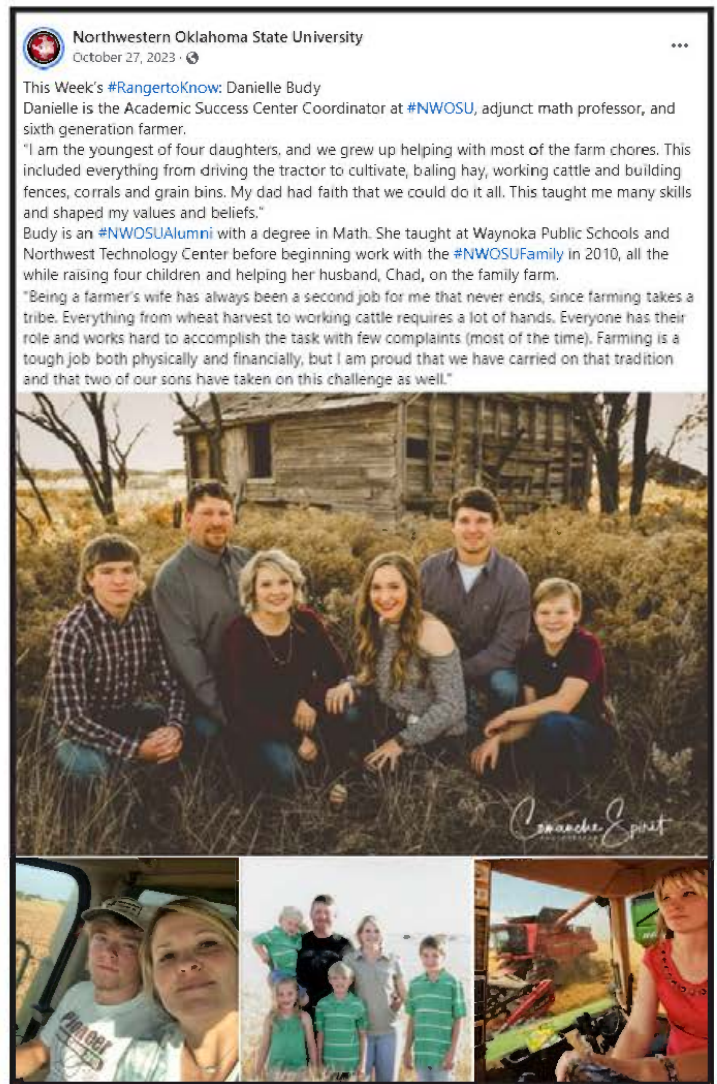 Northwestern Oklahoma State University
October 27, 2023 ·
This Week's #RangertoKnow: Danielle Budy
Danielle is the Academic Success Center Coordinator at #NWOSU, adjunct math professor, and
sixth generation farmer.
"I am the youngest of four daughters, and we grew up helping with most of the farm chores. This
included everything from driving the tractor to cultivate, baling hay, working cattle and building
fences, corrals and grain bins. My dad had faith that we could do it all. This taught me many skills
and shaped my values and beliefs."
Budy is an #NWOSUAlumni with a degree in Math. She taught at Waynoka Public Schools and
Northwest Technology Center before beginning work with the #NWOSUFamily in 2010, all the
while raising four children and helping her husband, Chad, on the family farm.
"Being a farmer's wife has always been a second job for me that never ends, since farming takes a
tribe. Everything from wheat harvest to working cattle requires a lot of hands. Everyone has their
role and works hard to accomplish the task with few complaints (most of the time). Farming is a
tough job both physically and financially, but I am proud that we have carried on that tradition
and that two of our sons have taken on this challenge as well."
Comanche Spirit
PHOTOGRAPHY
Pioneer